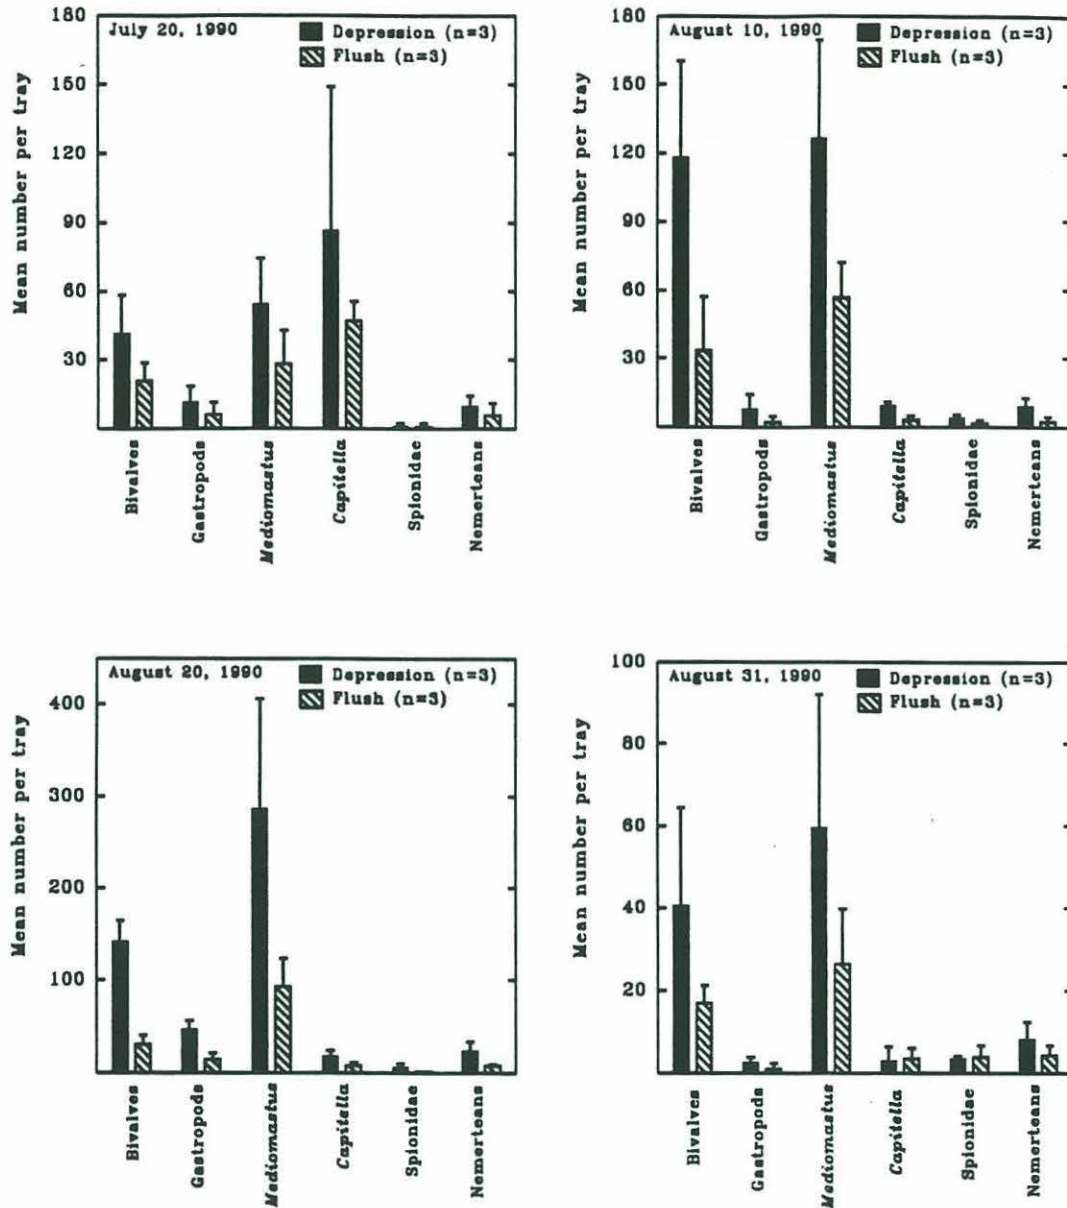 July 20, 1990
Depression (n=3)
Flush (n=3)
Mean number per tray
180
150
120
90
60
30
Bivalves
Gastropods
Mediomastus
Capitella
Spionidae
Nemerteans
August 10, 1990
Depression (n=3)
Flush (n=3)
Mean number per tray
180
150
120
90
60
30
Bivalves
Gastropods
Mediomastus
Capitella
Spionidae
Nemerteans
August 20, 1990
Depression (n=3)
Flush (n=3)
Mean number per tray
400
300
200
100
Bivalves
Gastropods
Mediomastus
Capitella
Spionidae
Nemerteans
August 31, 1990
Depression (n=3)
Flush (n=3)
Mean number per tray
100
80
60
40
20
Bivalves
Gastropods
Mediomastus
Capitella
Spionidae
Nemerteans